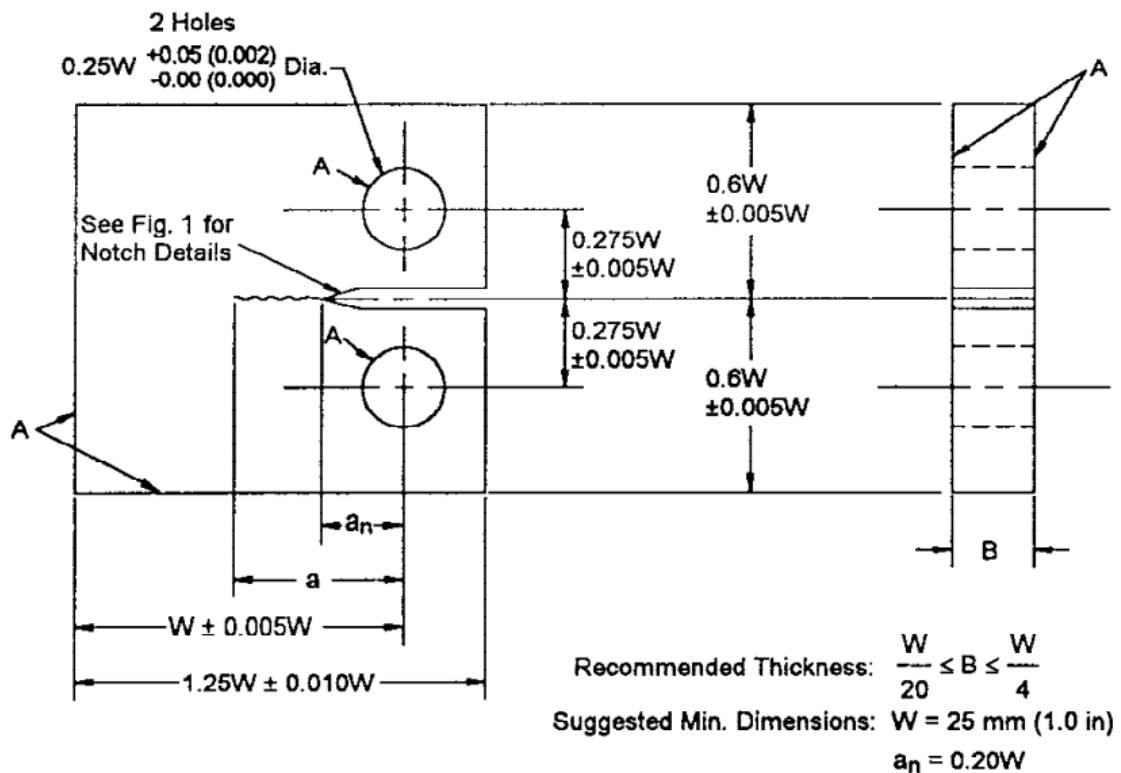 2 Holes
0.25W +0.05 (0.002) -0.00 (0.000) Dia.
A
A
See Fig. 1 for
Notch Details
0.6W
±0.005W
0.275W
±0.005W
A
0.275W
±0.005W
0.6W
±0.005W
A
an
B
a
W ± 0.005W
1.25W ± 0.010W
Recommended Thickness: W/20 ≤ B ≤ W/4
Suggested Min. Dimensions: W = 25 mm (1.0 in)
an = 0.20W